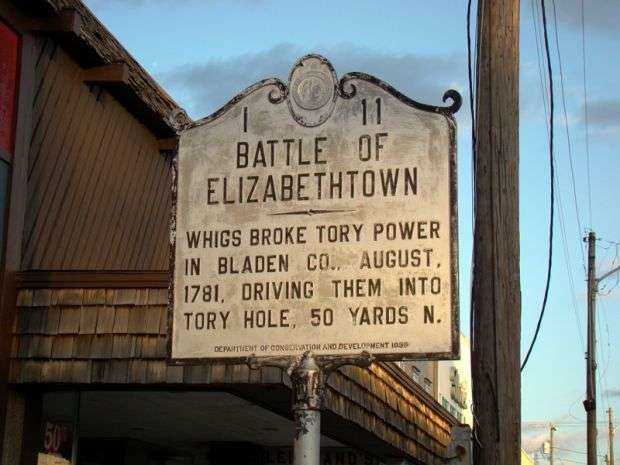 I 11
BATTLE OF
ELIZABETHTOWN
WHIGS BROKE TORY POWER
IN BLADEN CO., AUGUST,
1781, DRIVING THEM INTO
TORY HOLE, 50 YARDS N.
DEPARTMENT OF CONSERVATION AND DEVELOPMENT 1939
50%